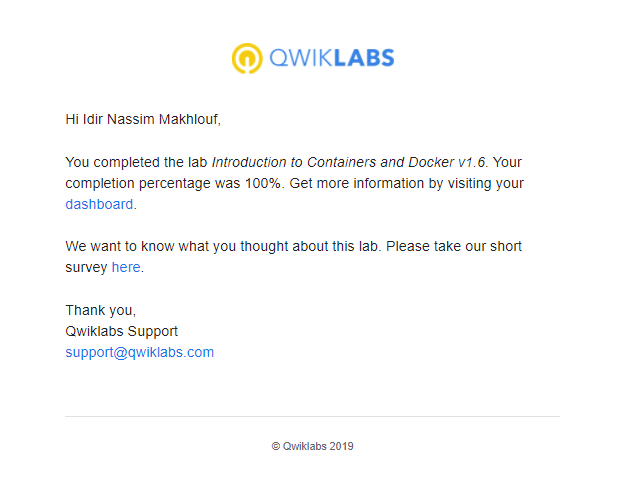 QWIKLABS
Hi Idir Nassim Makhlouf,
You completed the lab Introduction to Containers and Docker v1.6. Your
completion percentage was 100%. Get more information by visiting your
dashboard.
We want to know what you thought about this lab. Please take our short
survey here.
Thank you,
Qwiklabs Support
support@qwiklabs.com
© Qwiklabs 2019